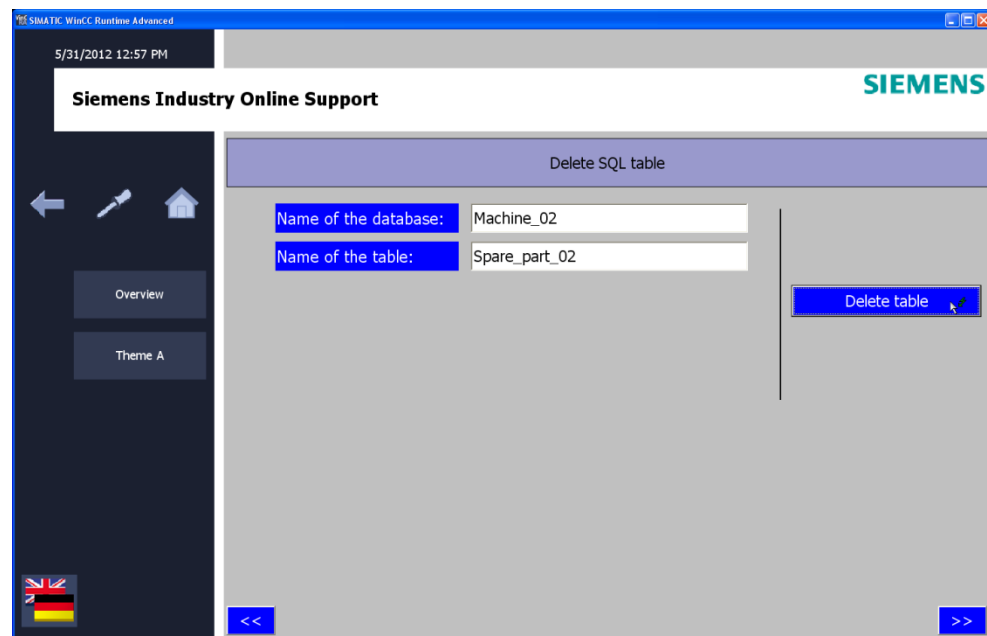 SIMATIC WinCC Runtime Advanced
5/31/2012 12:57 PM
SIEMENS
Siemens Industry Online Support
Delete SQL table
Name of the database: Machine_02
Name of the table: Spare_part_02
Delete table
Overview
Theme A
<< >>